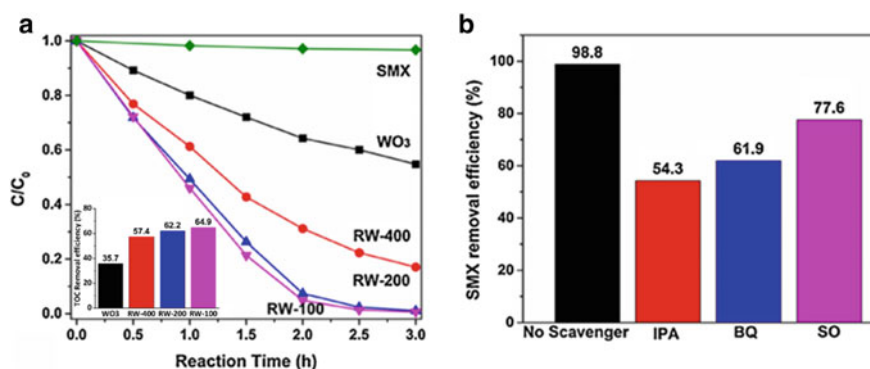 a
C/C0
1.0
0.8
0.6
0.4
0.2
0.0
SMX
WO3
RW-400
RW-200
RW-100
TOC Removal efficiency (%)
80
60
40
20
0
35.7
57.4
62.2
64.9
WO3 RW-400 RW-200 RW-100
0.0 0.5 1.0 1.5 2.0 2.5 3.0
Reaction Time (h)
b
SMX removal efficiency (%)
100
80
60
40
20
0
98.8
54.3
61.9
77.6
No Scavenger IPA BQ SO